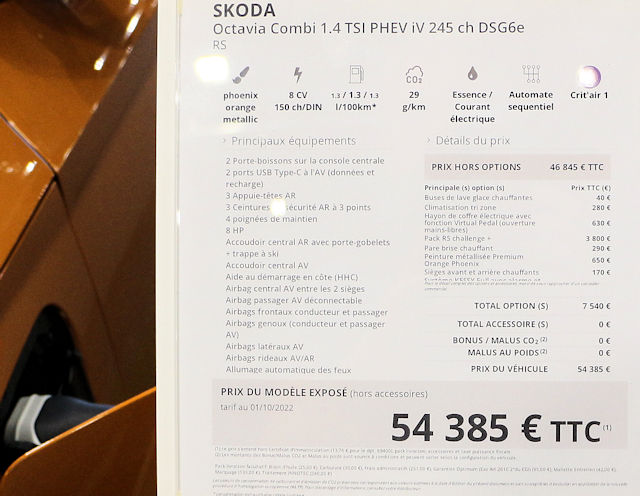 SKODA
Octavia Combi 1.4 TSI PHEV iV 245 ch DSG6e
RS
phoenix orange metallic
8 CV 150 ch/DIN
1.3 / 1.3 / 1.3 l/100km*
CO₂
29 g/km
Essence / Courant électrique
Automate sequentiel
Crit'air 1
› Principaux équipements
2 Porte-boissons sur la console centrale
2 ports USB Type-C à l'AV (données et
recharge)
3 Appuie-têtes AR
3 Ceintures sécurité AR à 3 points
4 poignées de maintien
8 HP
Accoudoir central AR avec porte-gobelets
+ trappe à ski
Accoudoir central AV
Aide au démarrage en côte (HHC)
Airbag central AV entre les 2 sièges
Airbag passager AV déconnectable
Airbags frontaux conducteur et passager
Airbags genoux (conducteur et passager
AV)
Airbags latéraux AV
Airbags rideaux AV/AR
Allumage automatique des feux
› Détails du prix
PRIX HORS OPTIONS 46 845 € TTC
Principale (s) option (s) Prix TTC (€)
Buses de lave glace chauffantes 40 €
Climatisation tri zone 280 €
Hayon de coffre électrique avec
fonction Virtual Pedal (ouverture 630 €
mains-libres)
Pack RS challenge + 3 800 €
Pare brise chauffant 290 €
Peinture métallisée Premium 650 €
Orange Phoenix
Sièges avant et arrière chauffants 170 €
TOTAL OPTION (S) 7 540 €
TOTAL ACCESSOIRE (S) 0 €
BONUS / MALUS CO₂ (2) 0 €
MALUS AU POIDS (2) 0 €
PRIX DU VÉHICULE 54 385 €
PRIX DU MODÈLE EXPOSÉ (hors accessoires)
tarif au 01/10/2022
54 385 € TTC (1)